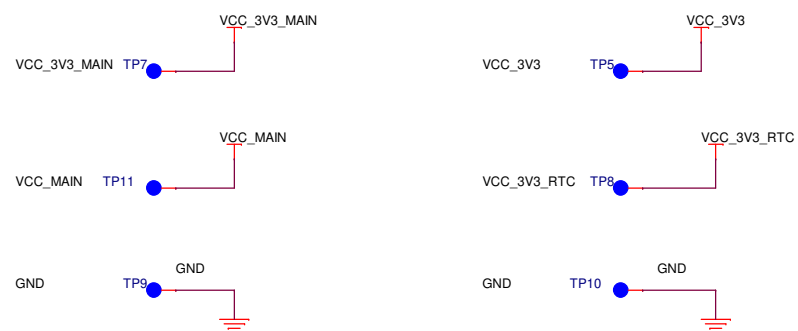 VCC_3V3_MAIN
VCC_3V3_MAIN TP7
VCC_3V3
VCC_3V3 TP5
VCC_MAIN
VCC_MAIN TP11
VCC_3V3_RTC
VCC_3V3_RTC TP8
GND
GND TP9
GND
GND TP10